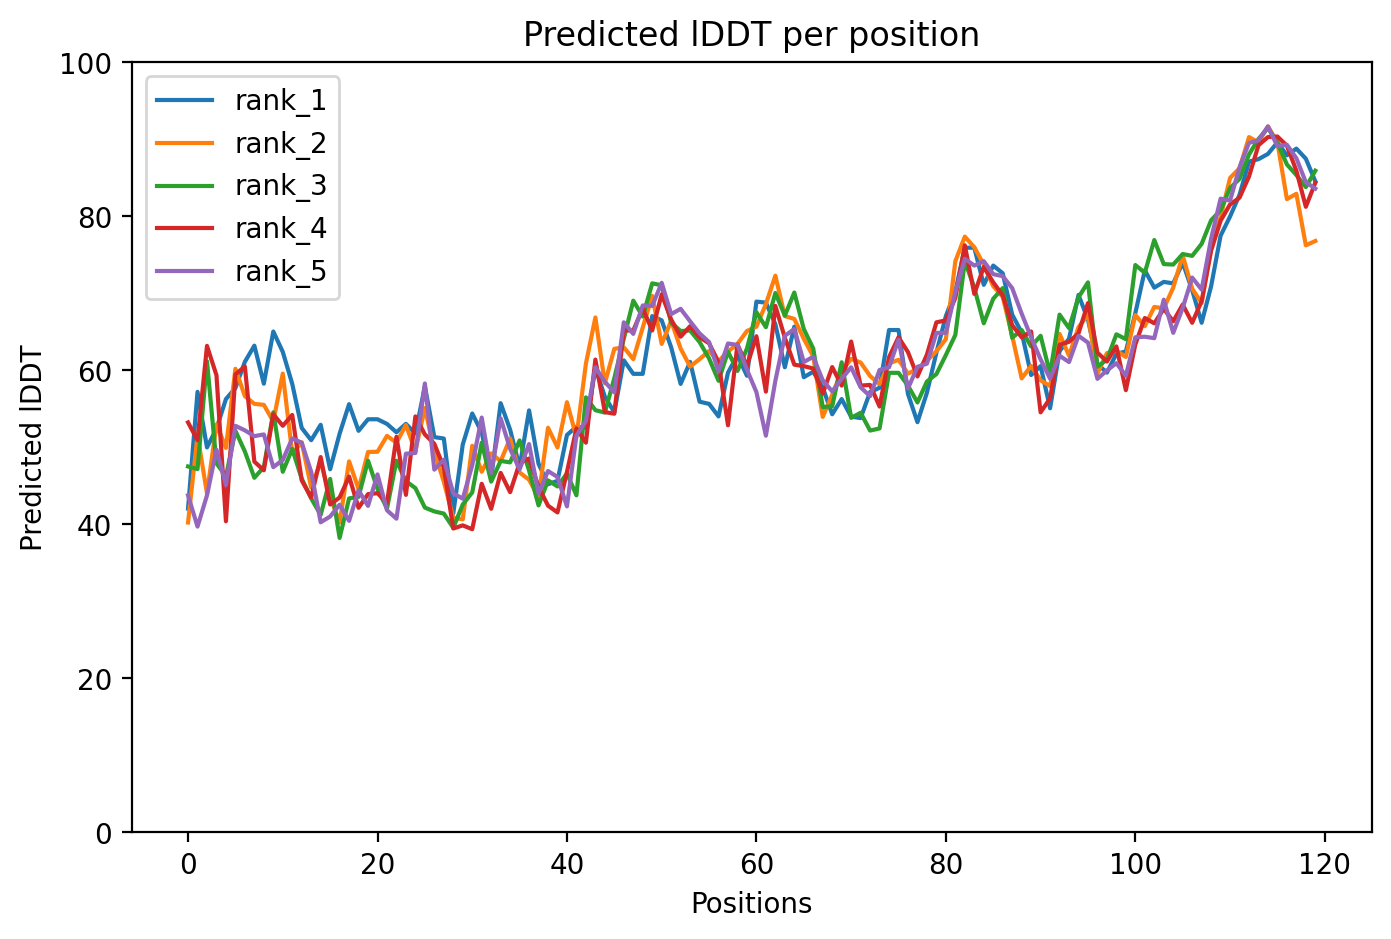 Predicted lDDT per position
100
80
60
40
20
0
Predicted lDDT
rank_1
rank_2
rank_3
rank_4
rank_5
0 20 40 60 80 100 120
Positions